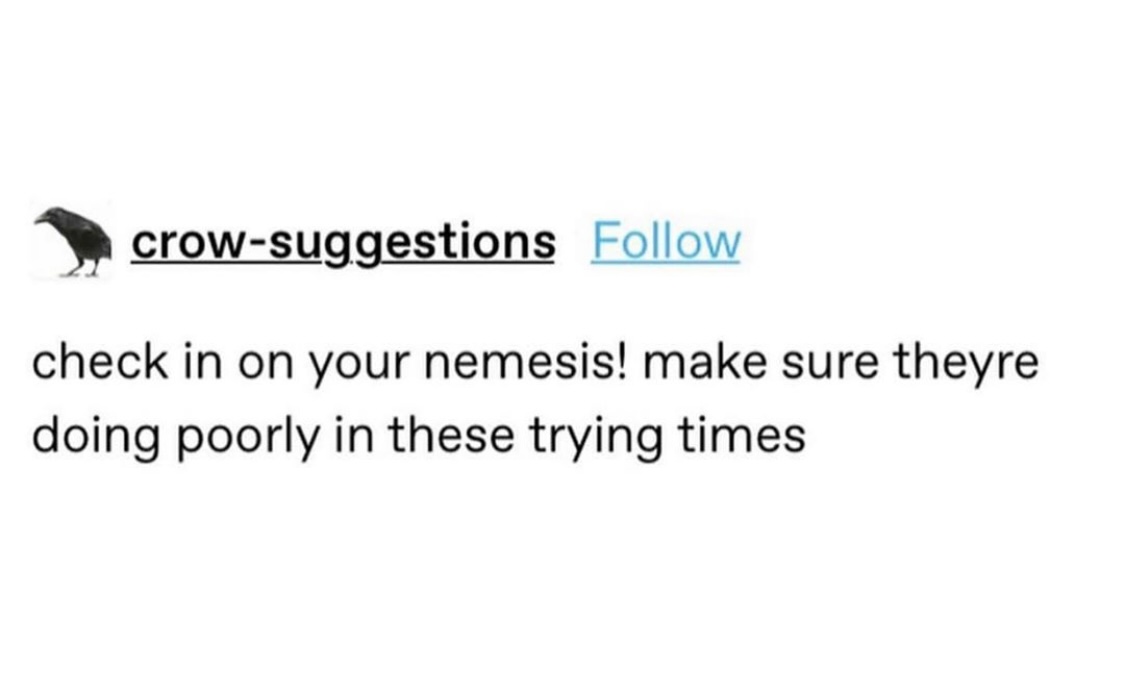 crow-suggestions Follow
check in on your nemesis! make sure theyre
doing poorly in these trying times